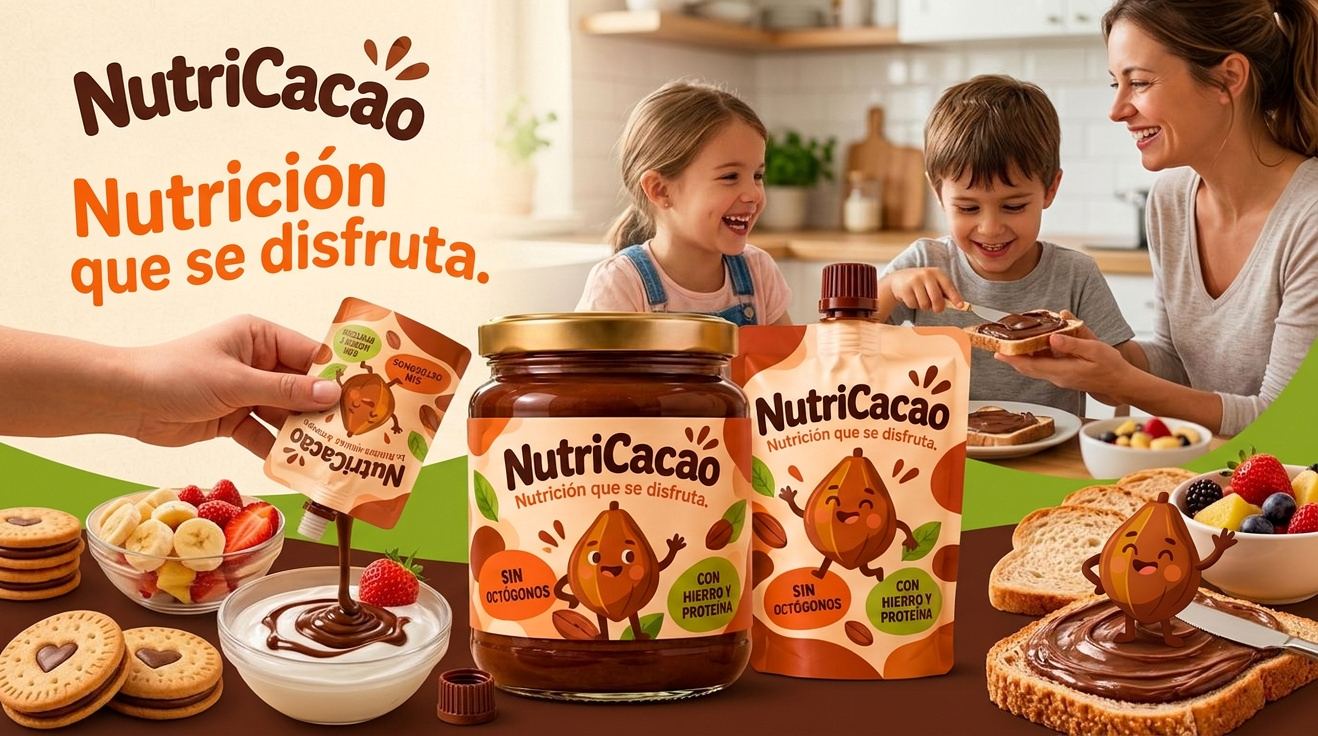 NutriCacao
Nutrición
que se disfruta.
SIN
OCTÓGONOS
NutriCacao
NutriCacao
Nutrición que se disfruta.
SIN
OCTÓGONOS
CON
HIERRO Y
PROTEÍNA
NutriCacao
Nutrición que se disfruta.
SIN
OCTÓGONOS
CON
HIERRO Y
PROTEÍNA